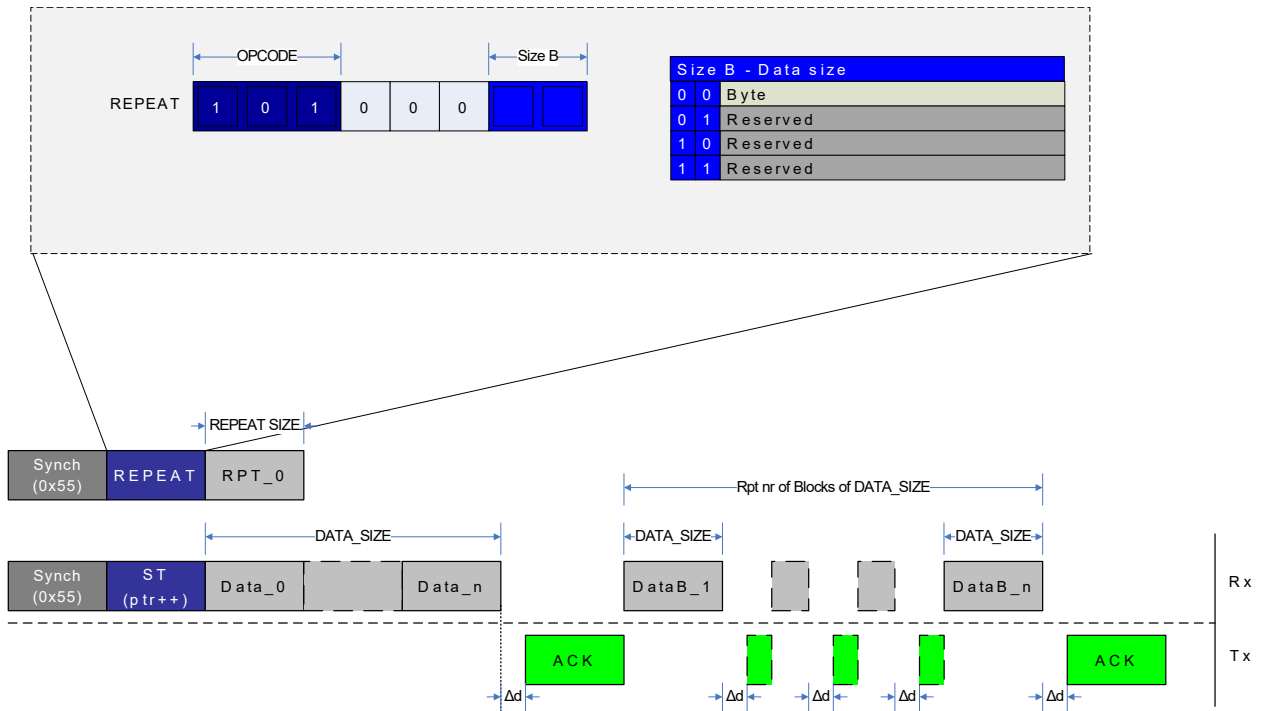 OPCODE
Size B
REPEAT
1 0 1 0 0 0
Size B - Data size
0 0 Byte
0 1 Reserved
1 0 Reserved
1 1 Reserved
REPEAT SIZE
Synch
(0x55)
REPEAT
RPT_0
Rpt nr of Blocks of DATA_SIZE
DATA_SIZE
DATA_SIZE
DATA_SIZE
Synch
(0x55)
ST
(ptr++)
Data_0
Data_n
DataB_1
DataB_n
Rx
ACK
ACK
Tx
Δd
Δd
Δd
Δd
Δd